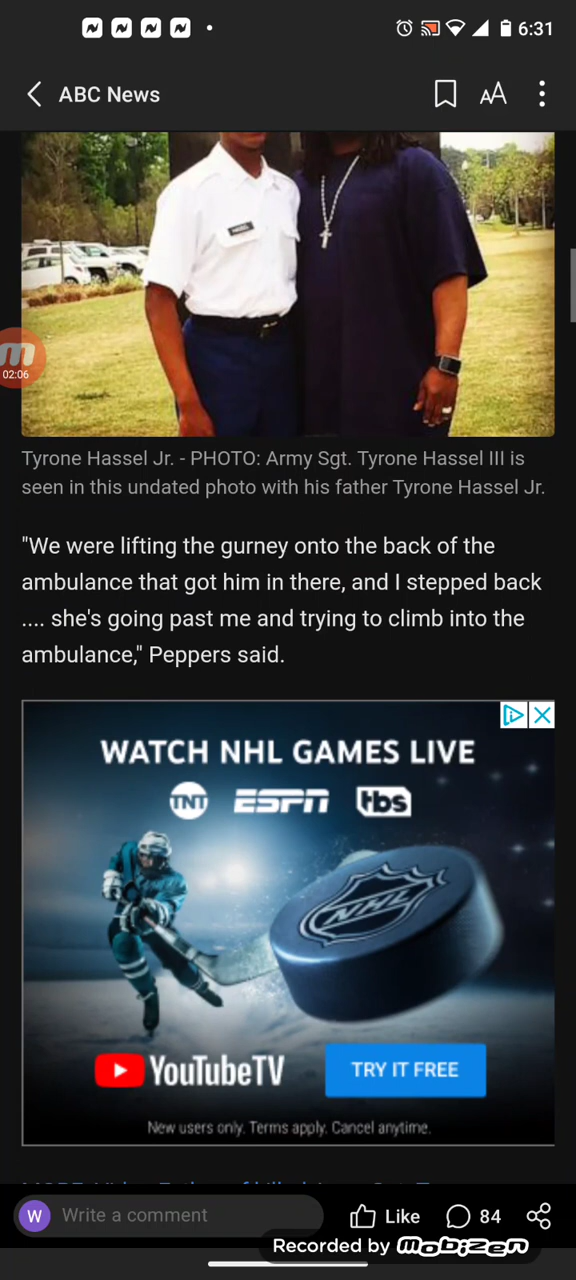 6:31
ABC News
AA
02:06
Tyrone Hassel Jr. - PHOTO: Army Sgt. Tyrone Hassel III is
seen in this undated photo with his father Tyrone Hassel Jr.
"We were lifting the gurney onto the back of the
ambulance that got him in there, and I stepped back
.... she's going past me and trying to climb into the
ambulance," Peppers said.
WATCH NHL GAMES LIVE
TNT ESPN tbs
NHL
YouTubeTV TRY IT FREE
New users only. Terms apply. Cancel anytime.
W Write a comment Like 84
Recorded by mobizen